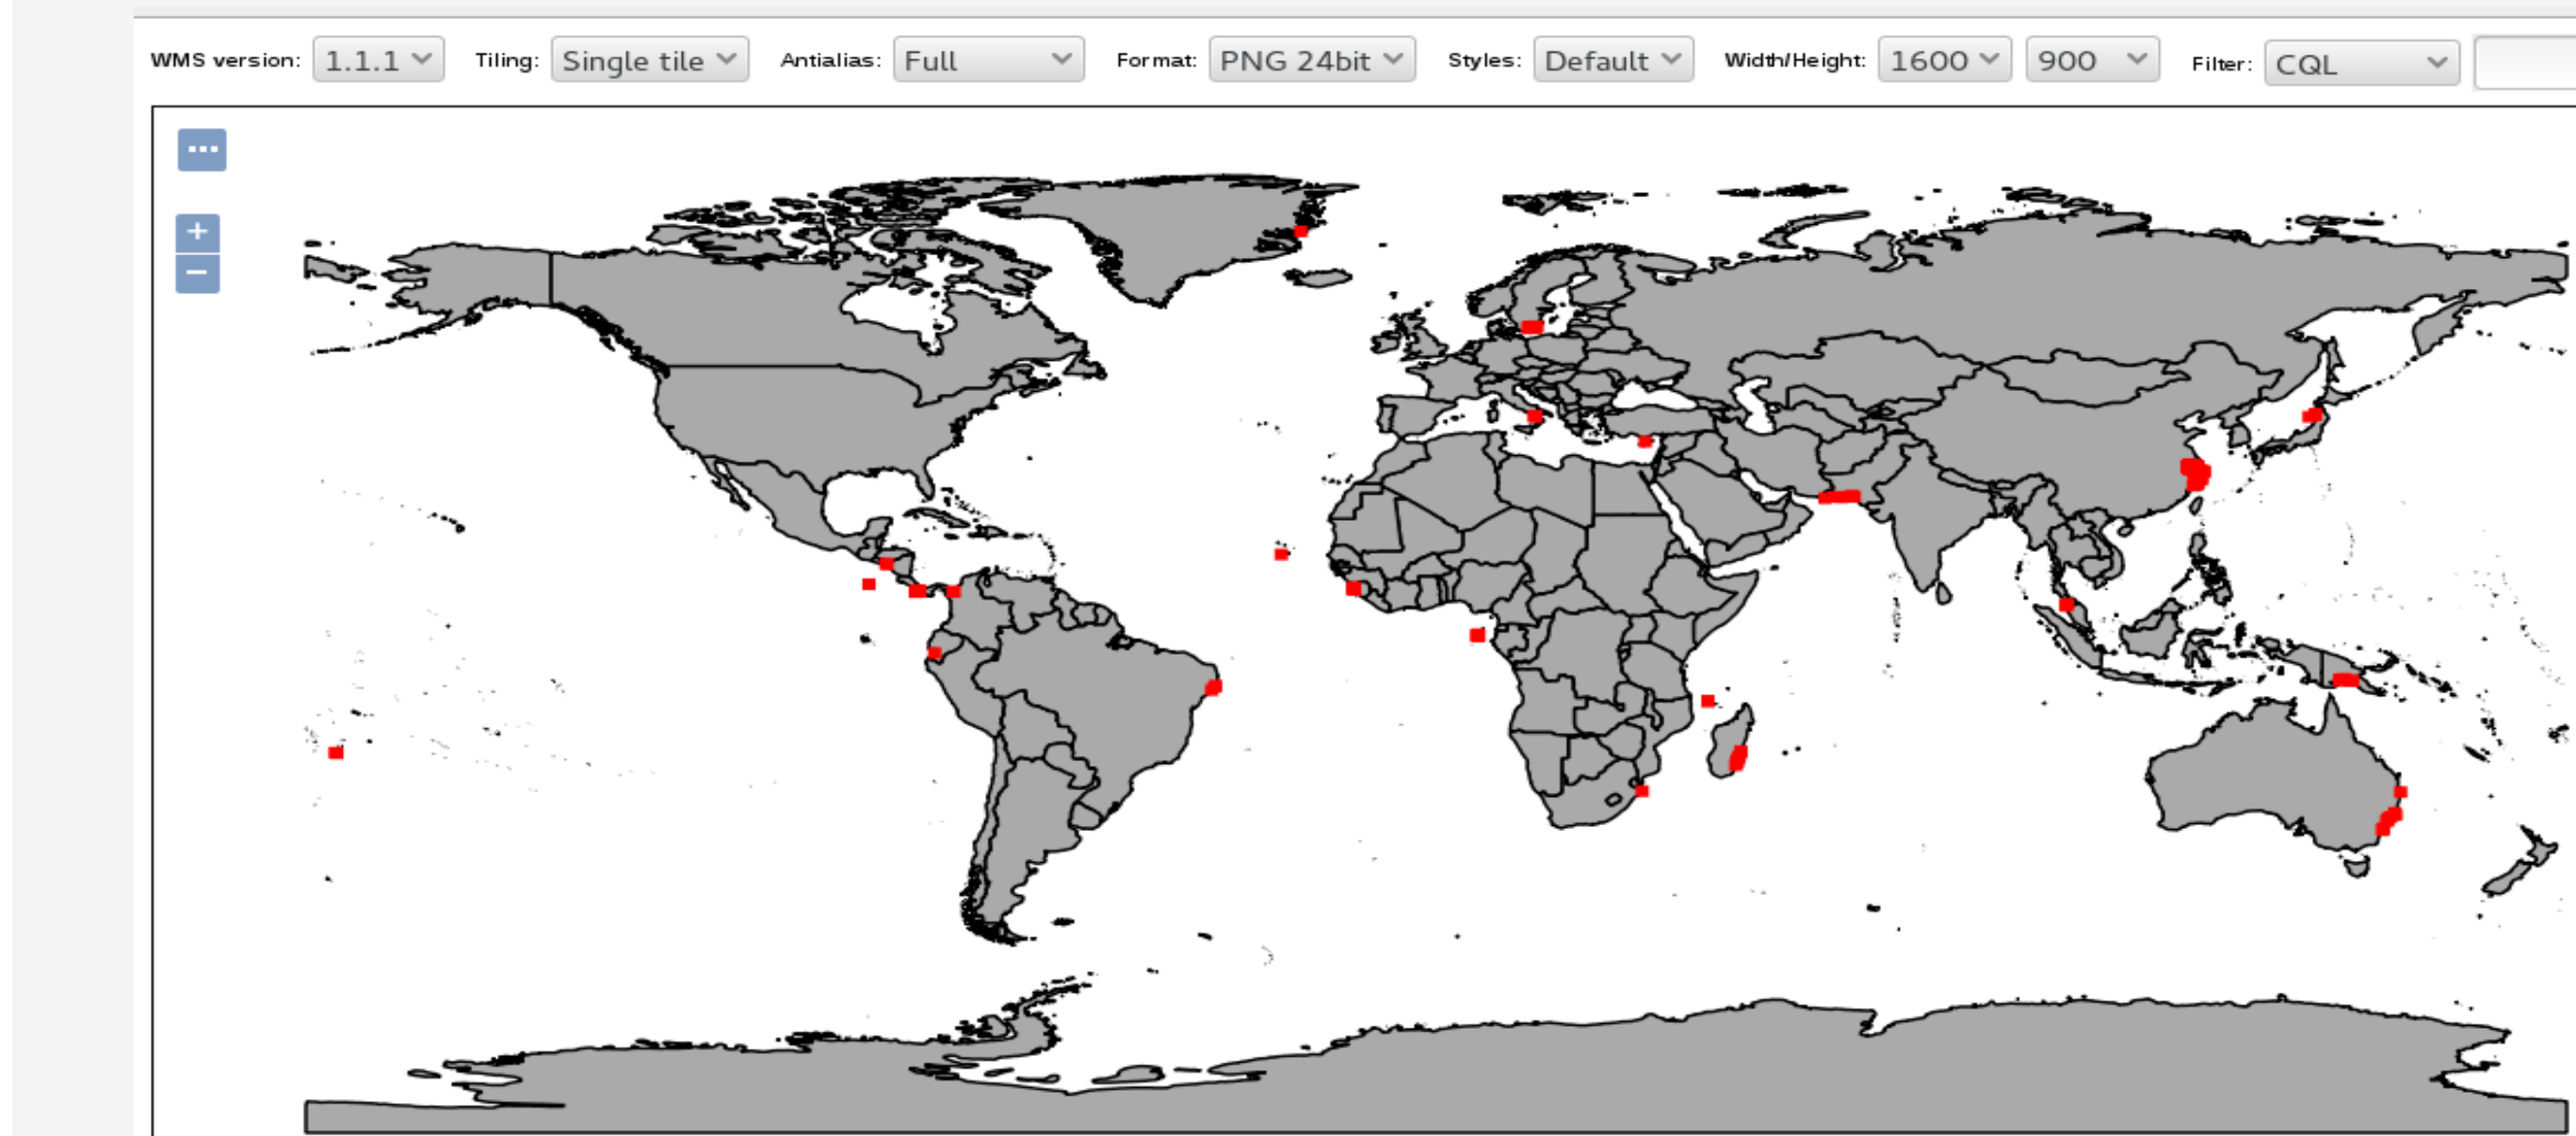 WMS version: 1.1.1 Tiling: Single tile Antialias: Full Format: PNG 24bit Styles: Default Width/Height: 1600 900 Filter: CQL
...
+
−